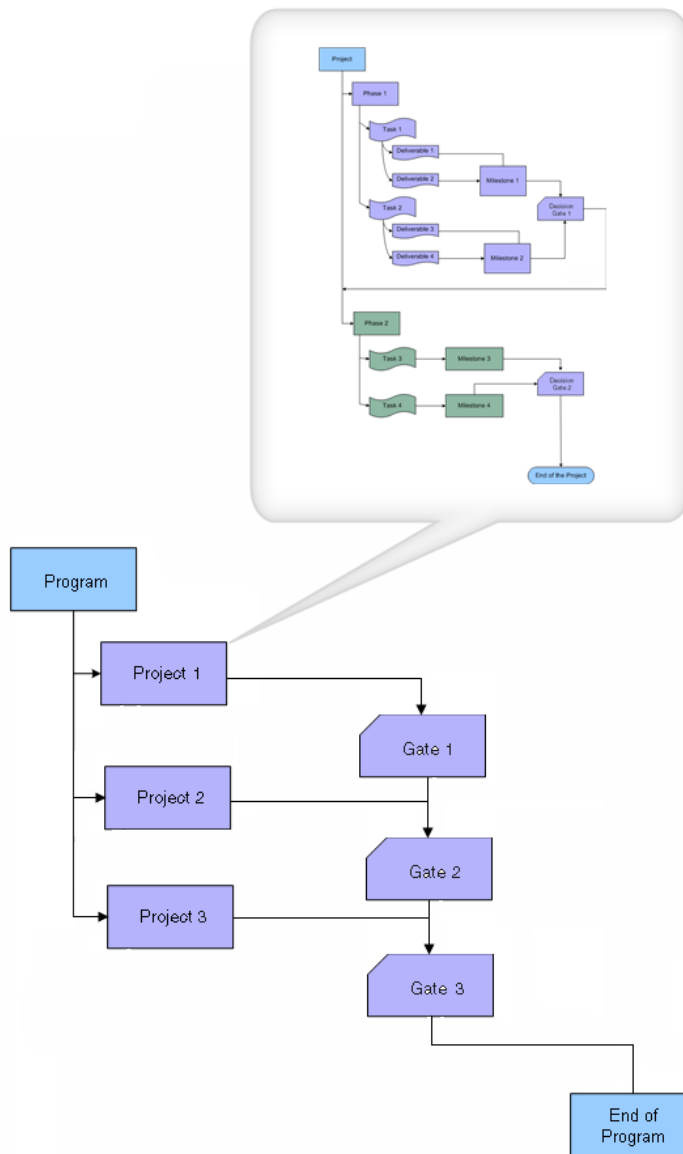 Project
Phase 1
Task 1
Deliverable 1
Deliverable 2
Milestone 1
Task 2
Decision
Gate 1
Deliverable 3
Deliverable 4
Milestone 2
Phase 2
Task 3
Milestone 3
Decision
Gate 2
Task 4
Milestone 4
End of the Project
Program
Project 1
Gate 1
Project 2
Gate 2
Project 3
Gate 3
End of
Program